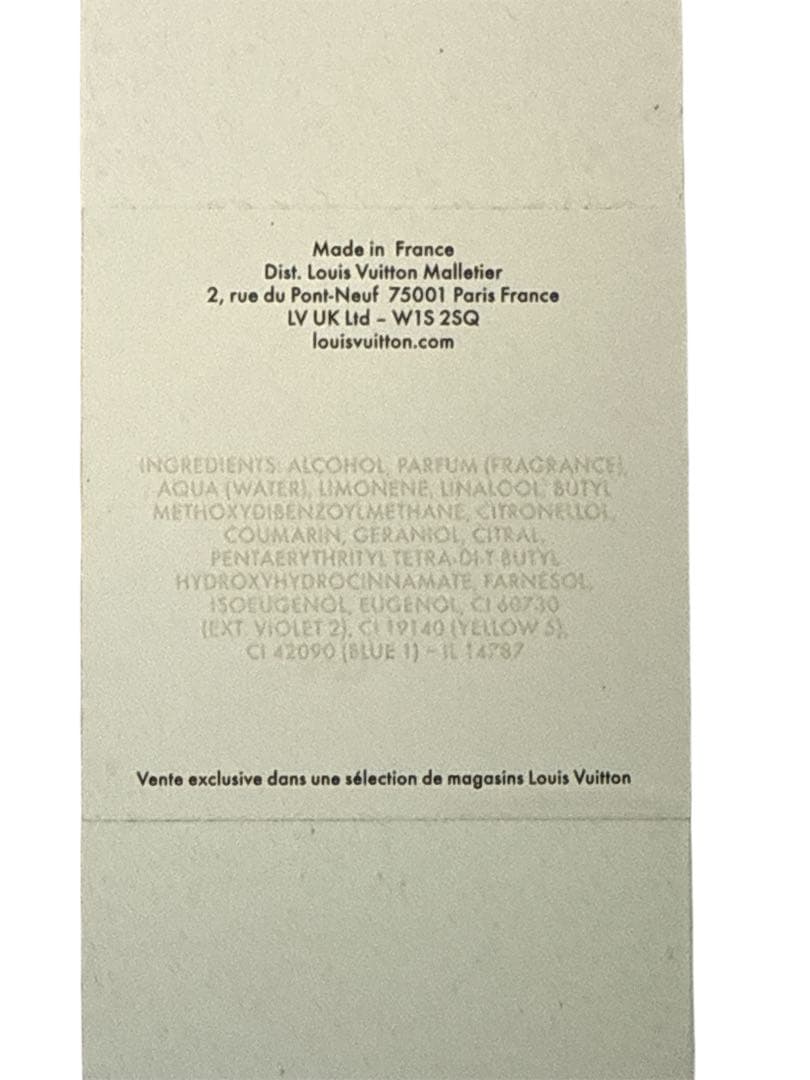 Made in France
Dist. Louis Vuitton Malletier
2, rue du Pont-Neuf 75001 Paris France
LV UK Ltd – W1S 2SQ
louisvuitton.com
INGREDIENTS: ALCOHOL, PARFUM (FRAGRANCE),
AQUA (WATER), LIMONENE, LINALOOL, BUTYL
METHOXYDIBENZOYLMETHANE, CITRONELLOL,
COUMARIN, GERANIOL, CITRAL,
PENTAERYTHRITYL TETRA-DI-T-BUTYL
HYDROXYHYDROCINNAMATE, FARNESOL,
ISOEUGENOL, EUGENOL, CI 60730
(EXT. VIOLET 2), CI 19140 (YELLOW 5),
CI 42090 (BLUE 1) – IL 14787
Vente exclusive dans une sélection de magasins Louis Vuitton